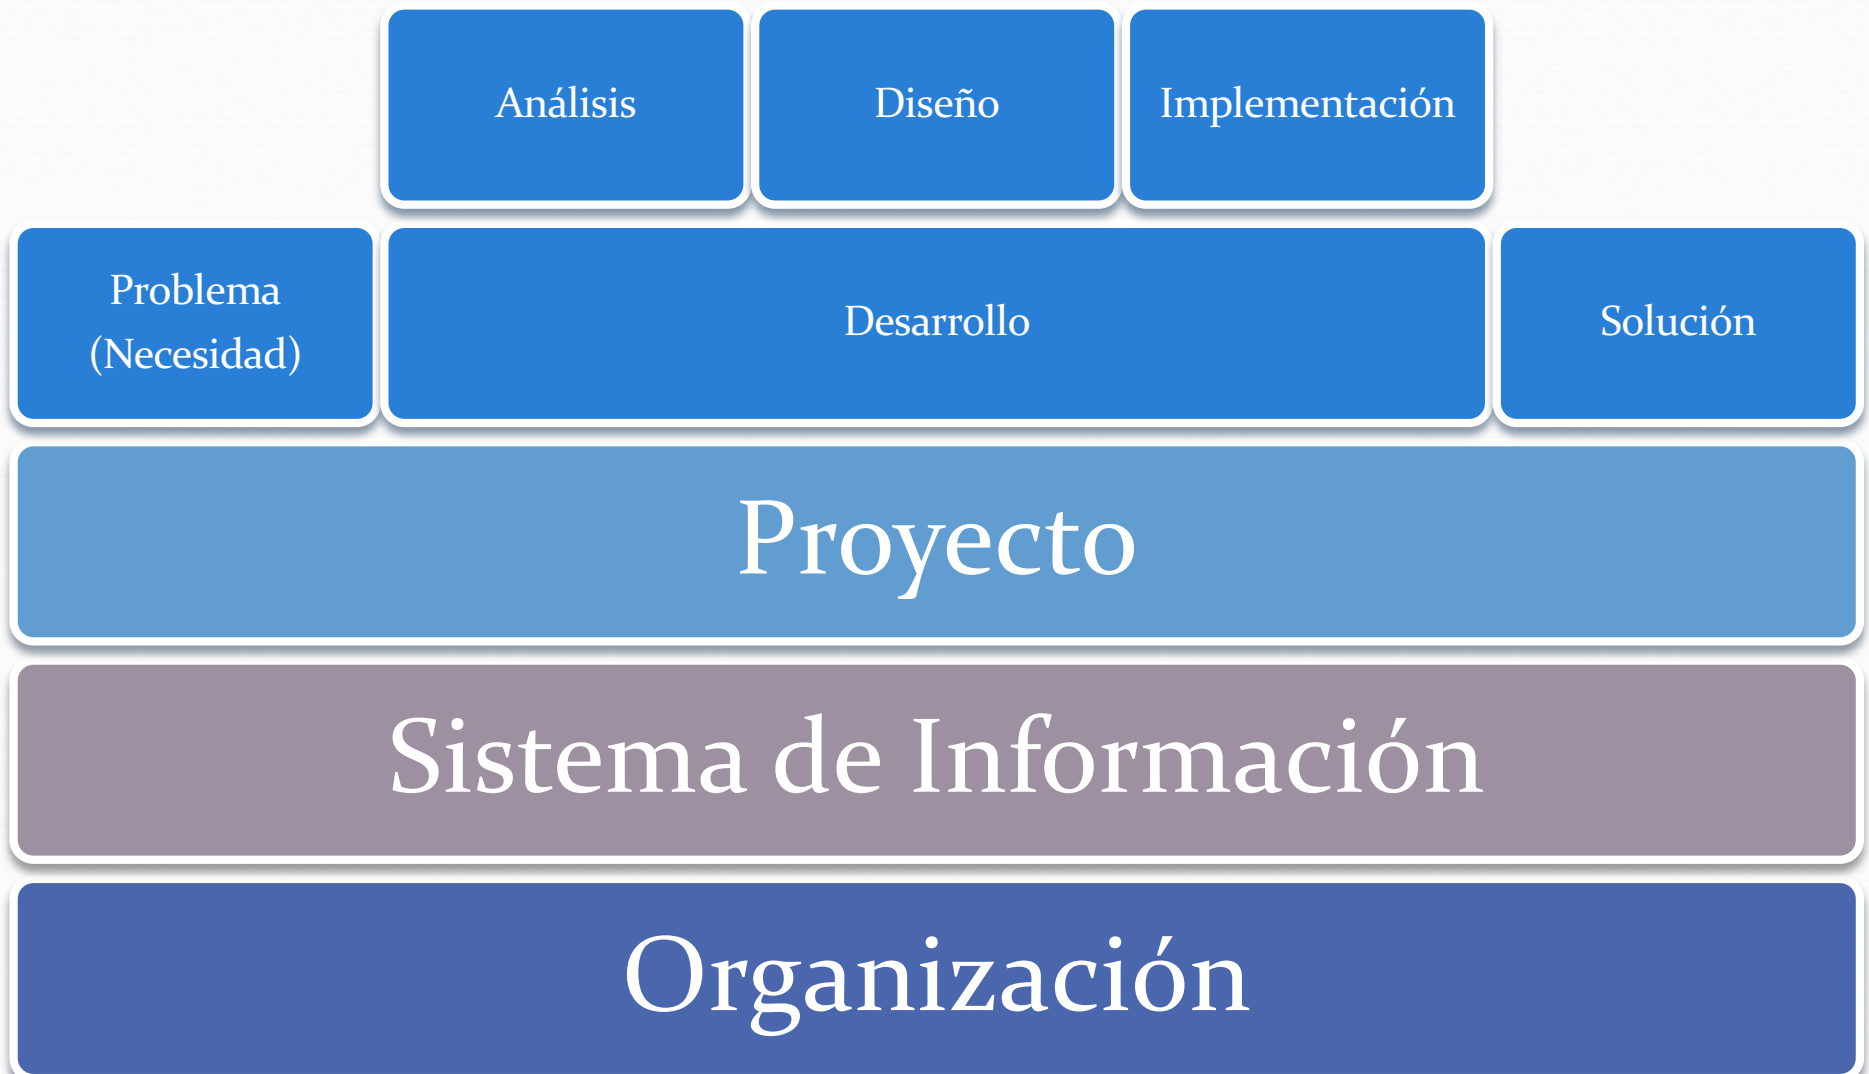 Análisis
Diseño
Implementación
Problema
(Necesidad)
Desarrollo
Solución
Proyecto
Sistema de Información
Organización